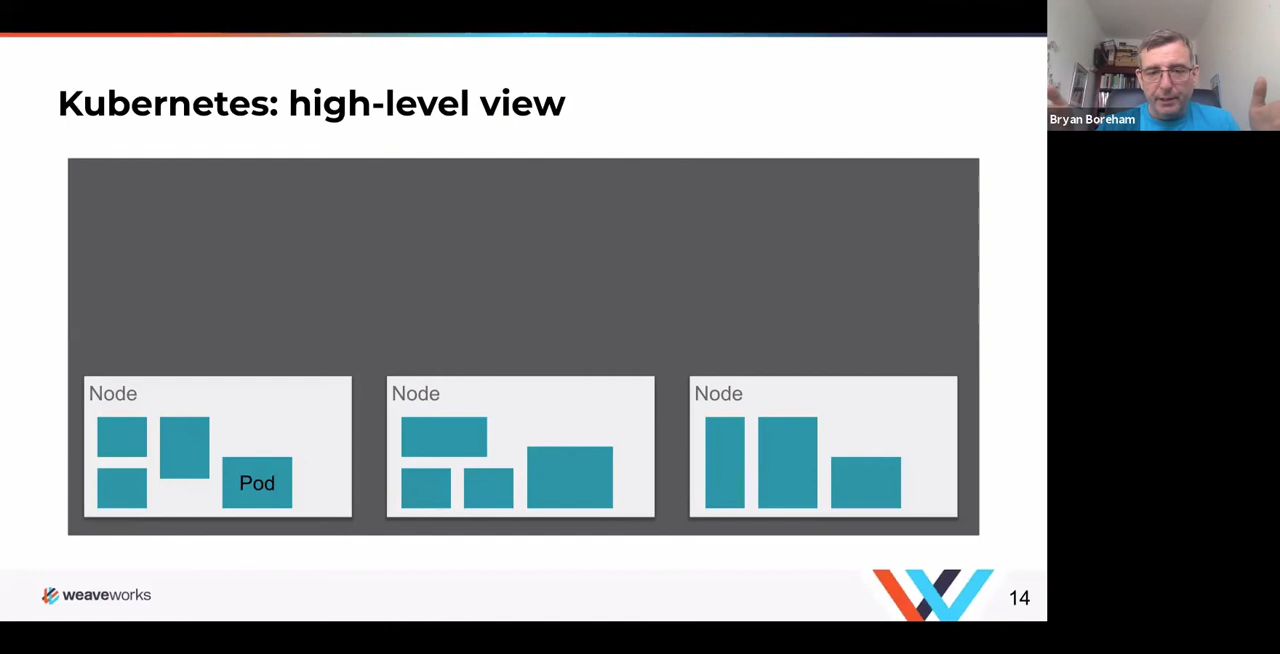 Kubernetes: high-level view
Bryan Boreham
Node
Node
Node
Pod
weaveworks
14